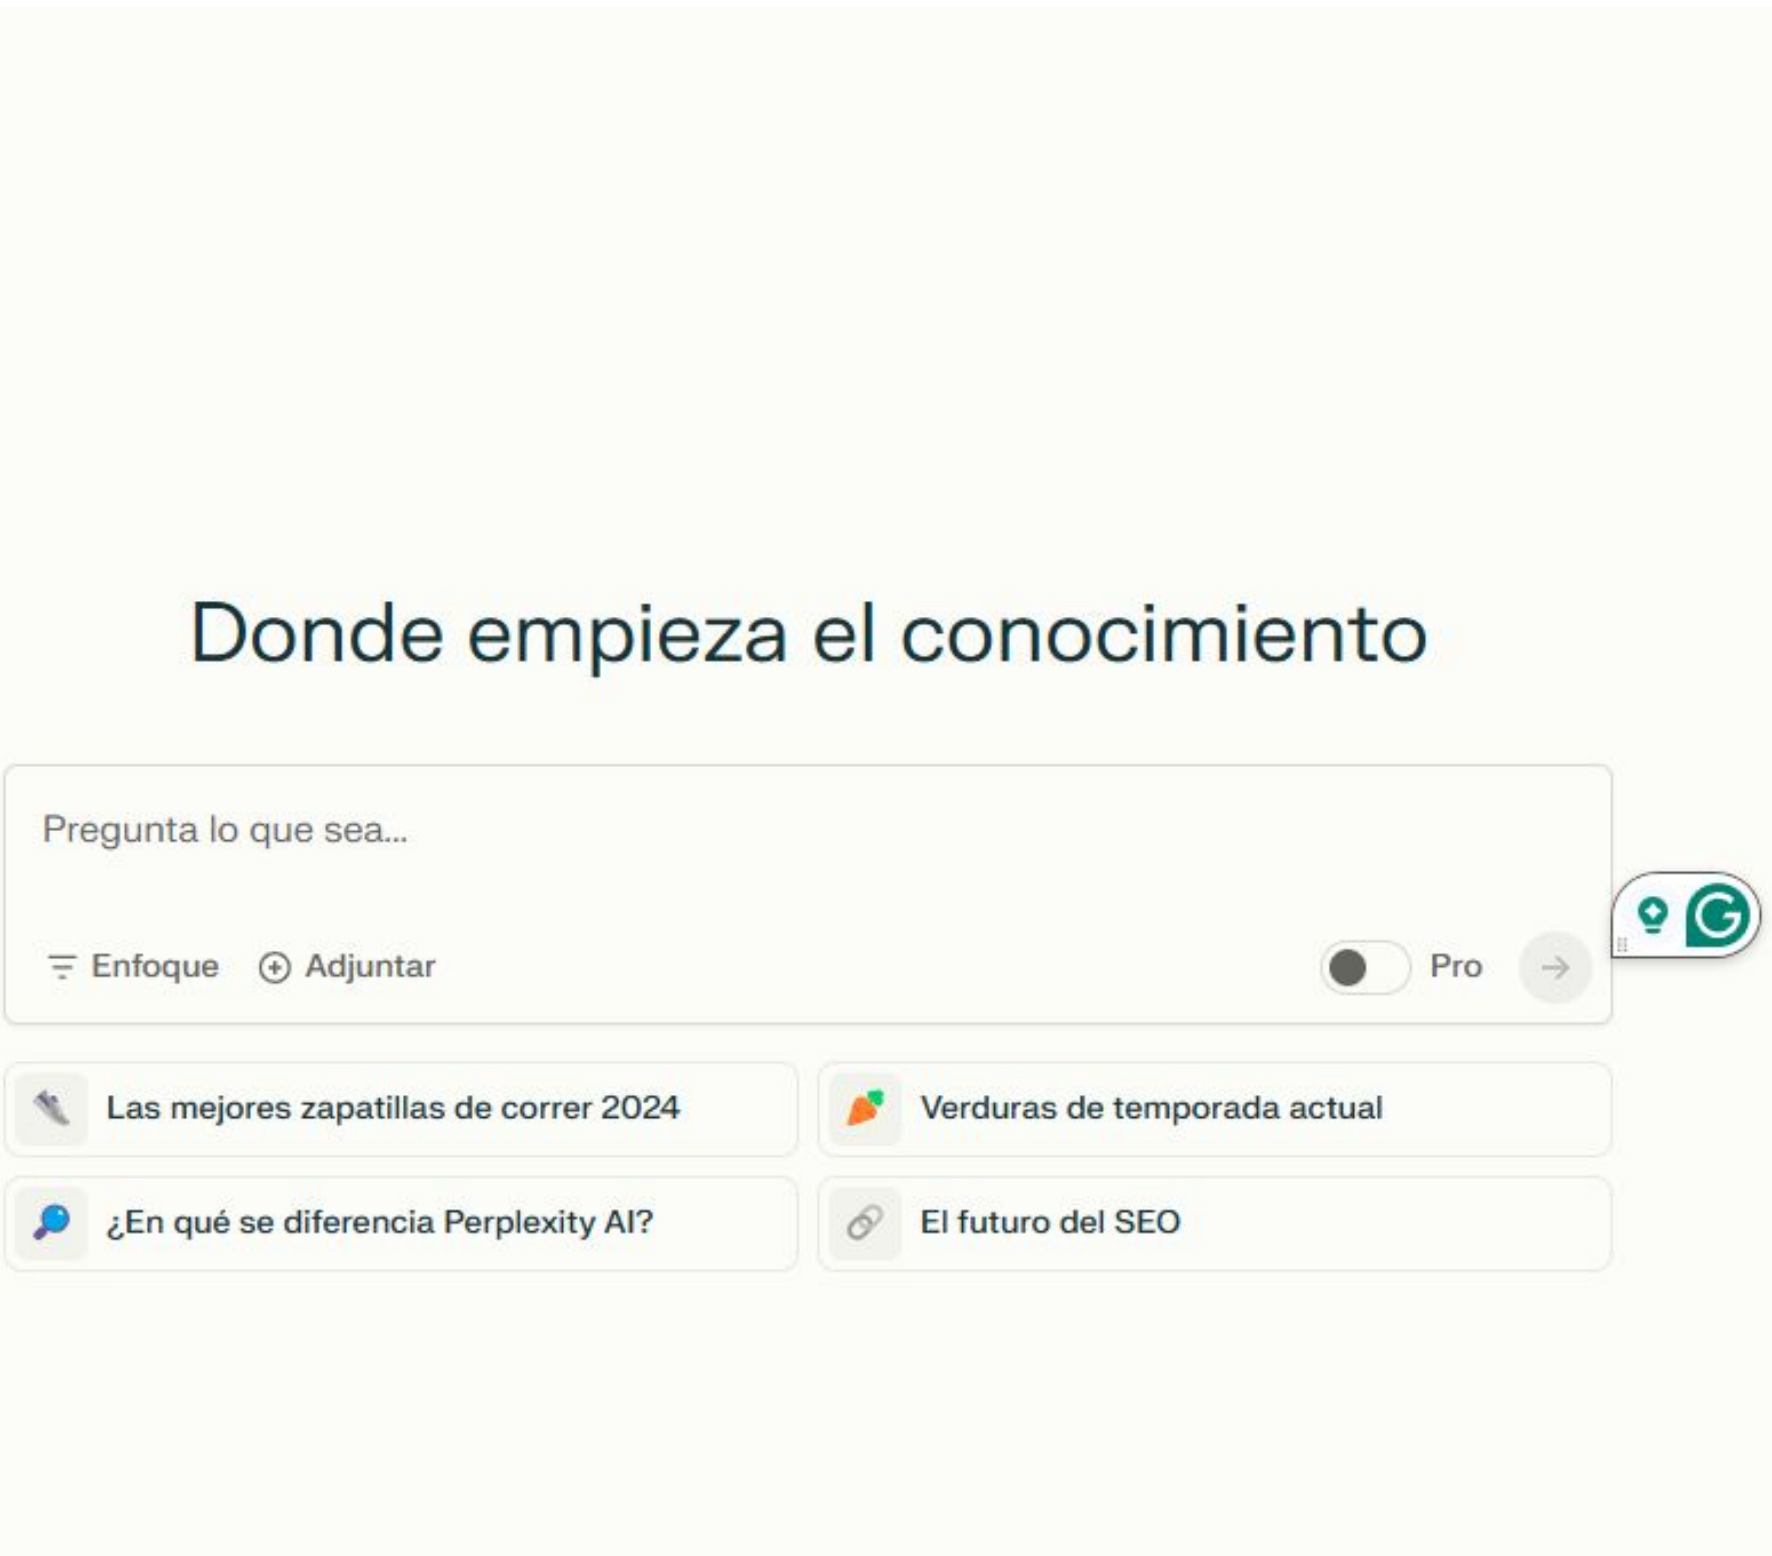 Donde empieza el conocimiento
Pregunta lo que sea...
Enfoque Adjuntar Pro
Las mejores zapatillas de correr 2024
Verduras de temporada actual
¿En qué se diferencia Perplexity AI?
El futuro del SEO